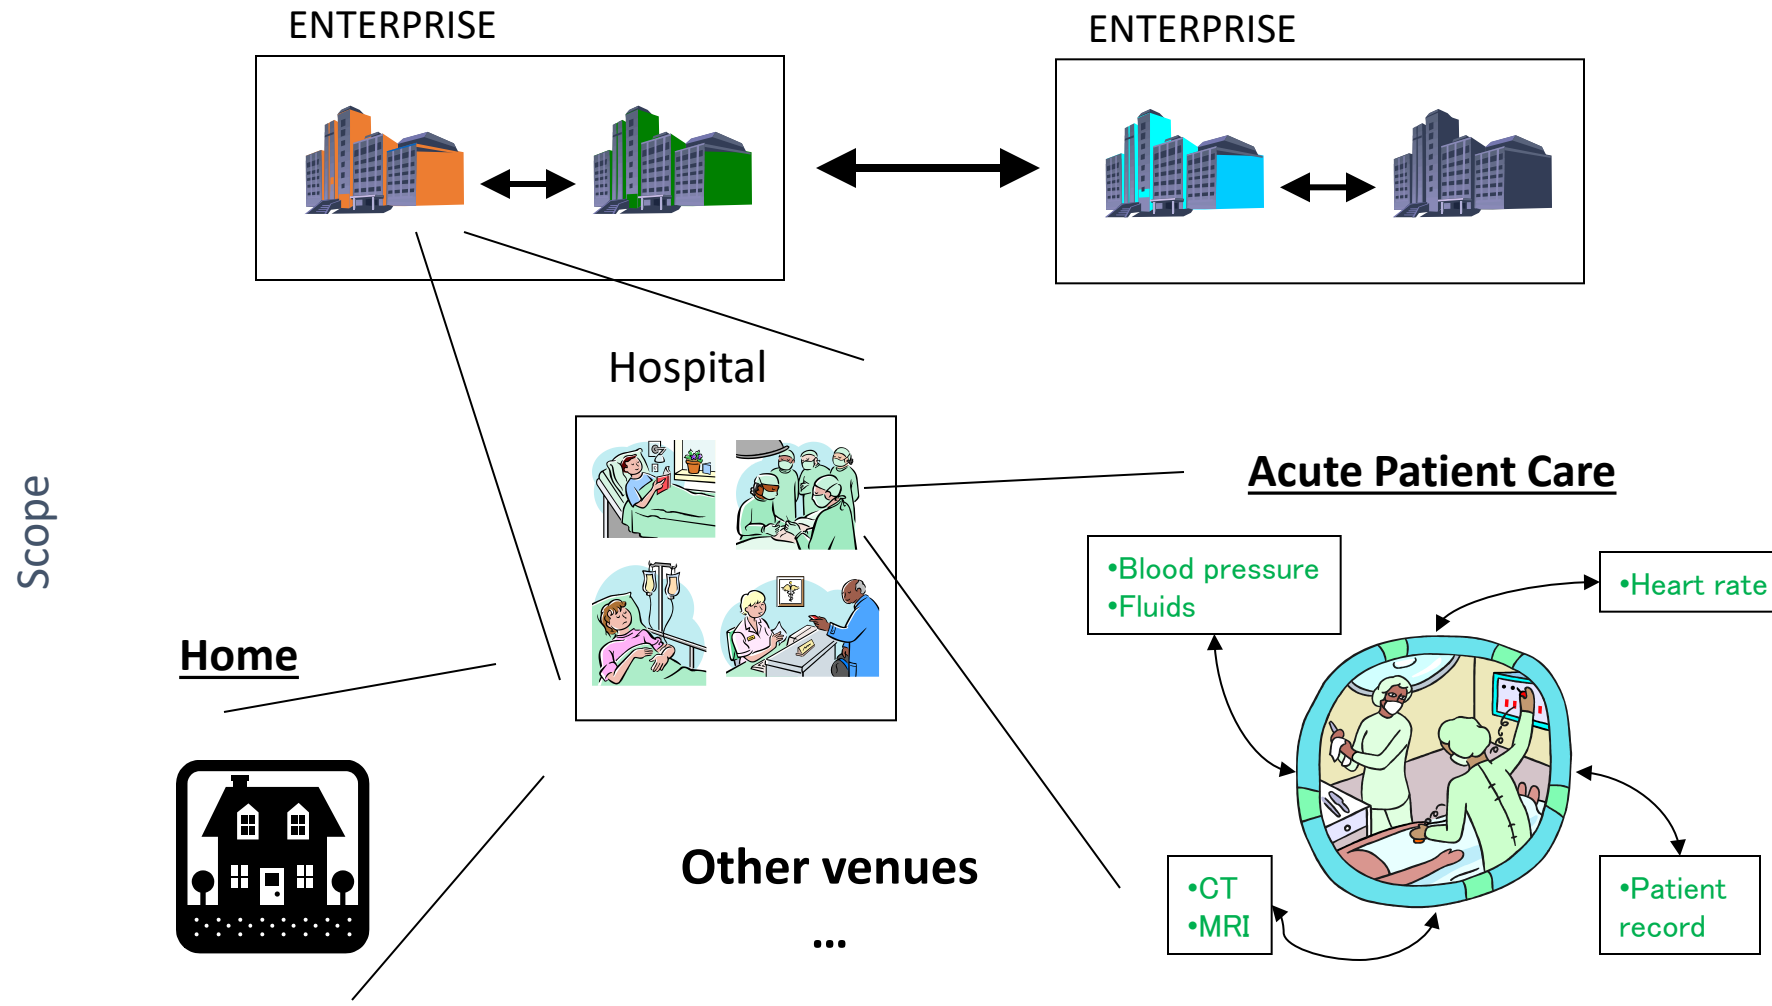 ENTERPRISE
ENTERPRISE
Hospital
Scope
Acute Patient Care
•Blood pressure
•Fluids
•Heart rate
Home
Other venues
...
•CT
•MRI
•Patient
record